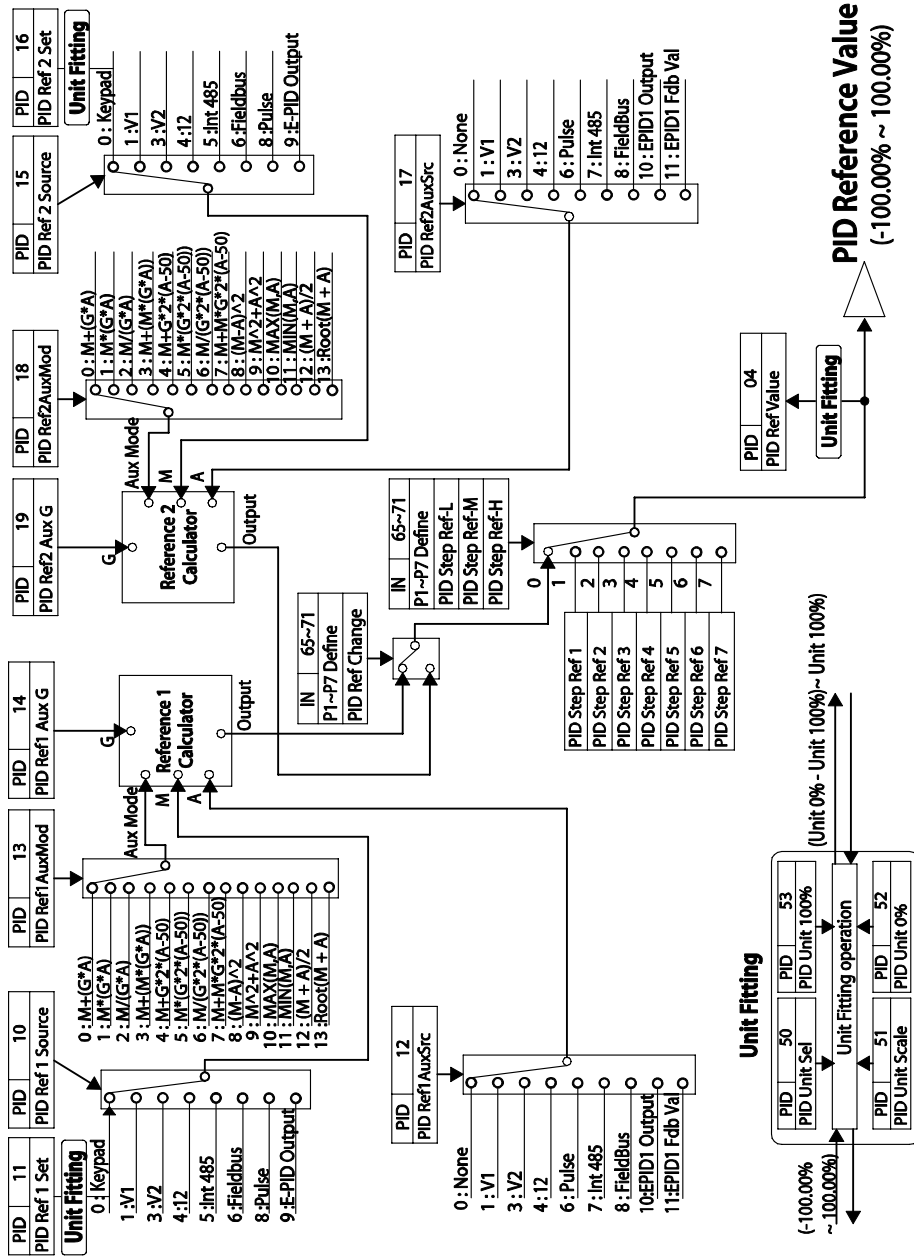 PID 11
PID Ref 1 Set
Unit Fitting
PID 10
PID Ref 1 Source
0 : Keypad
1 :V1
3 :V2
4 :12
5 :Int 485
6 :Fieldbus
8 :Pulse
9 :E-PID Output
PID 13
PID Ref1AuxMod
0 : M+(G*A)
1 : M*(G*A)
2 : M/(G*A)
3 : M+(M*(G*A))
4 : M+G*2*(A-50)
5 : M*(G*2*(A-50))
6 : M/(G*2*(A-50))
7 : M+M*G*2*(A-50)
8 : (M-A)^2
9 : M^2+A^2
10 : MAX(M,A)
11 : MIN(M,A)
12 : (M + A)/2
13 :Root(M + A)
PID 14
PID Ref1 Aux G
G
Aux Mode
M
A
Reference 1
Calculator
Output
PID 19
PID Ref2 Aux G
G
Aux Mode
M
A
Reference 2
Calculator
Output
PID 18
PID Ref2AuxMod
0 : M+(G*A)
1 : M*(G*A)
2 : M/(G*A)
3 : M+(M*(G*A))
4 : M+G*2*(A-50)
5 : M*(G*2*(A-50))
6 : M/(G*2*(A-50))
7 : M+M*G*2*(A-50)
8 : (M-A)^2
9 : M^2+A^2
10 : MAX(M,A)
11 : MIN(M,A)
12 : (M + A)/2
13 :Root(M + A)
PID 15
PID Ref 2 Source
PID 16
PID Ref 2 Set
Unit Fitting
0 : Keypad
1 :V1
3 :V2
4 :12
5 :Int 485
6 :Fieldbus
8 :Pulse
9 :E-PID Output
PID 12
PID Ref1 AuxSrc
0 : None
1 : V1
3 : V2
4 : 12
6 : Pulse
7 : Int 485
8 : FieldBus
10:EPID1 Output
11:EPID1 Fdb Val
IN 65~71
P1~P7 Define
PID Ref Change
IN 65~71
P1~P7 Define
PID Step Ref-L
PID Step Ref-M
PID Step Ref-H
0
1
2
3
4
5
6
7
PID Step Ref 1
PID Step Ref 2
PID Step Ref 3
PID Step Ref 4
PID Step Ref 5
PID Step Ref 6
PID Step Ref 7
PID 17
PID Ref2AuxSrc
0 : None
1 : V1
3 : V2
4 : 12
6 : Pulse
7 : Int 485
8 : FieldBus
10 : EPID1 Output
11 : EPID1 Fdb Val
Unit Fitting
(-100.00%
~ 100.00%)
PID 50
PID Unit Sel
PID 53
PID Unit 100%
Unit Fitting operation
PID 51
PID Unit Scale
PID 52
PID Unit 0%
(Unit 0% - Unit 100%)~ Unit 100%)
PID 04
PID Ref Value
Unit Fitting
PID Reference Value
(-100.00% ~ 100.00%)